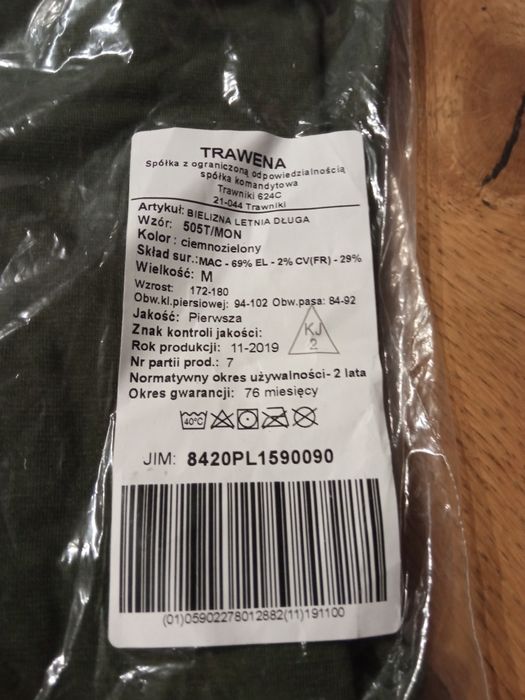 TRAWENA
Spółka z ograniczoną odpowiedzialnością
spółka komandytowa
Trawniki 624C
21-044 Trawniki
Artykuł: BIELIZNA LETNIA DŁUGA
Wzór: 505T/MON
Kolor: ciemnozielony
Skład sur.: MAC - 69% EL - 2% CV(FR) - 29%
Wielkość: M
Wzrost: 172-180
Obw.kl.piersiowej: 94-102 Obw.pasa: 84-92
Jakość: Pierwsza
Znak kontroli jakości: KJ 2
Rok produkcji: 11-2019
Nr partii prod.: 7
Normatywny okres używalności- 2 lata
Okres gwarancji: 76 miesięcy
40°C
JIM: 8420PL1590090
(01)05902278012882(11)191100